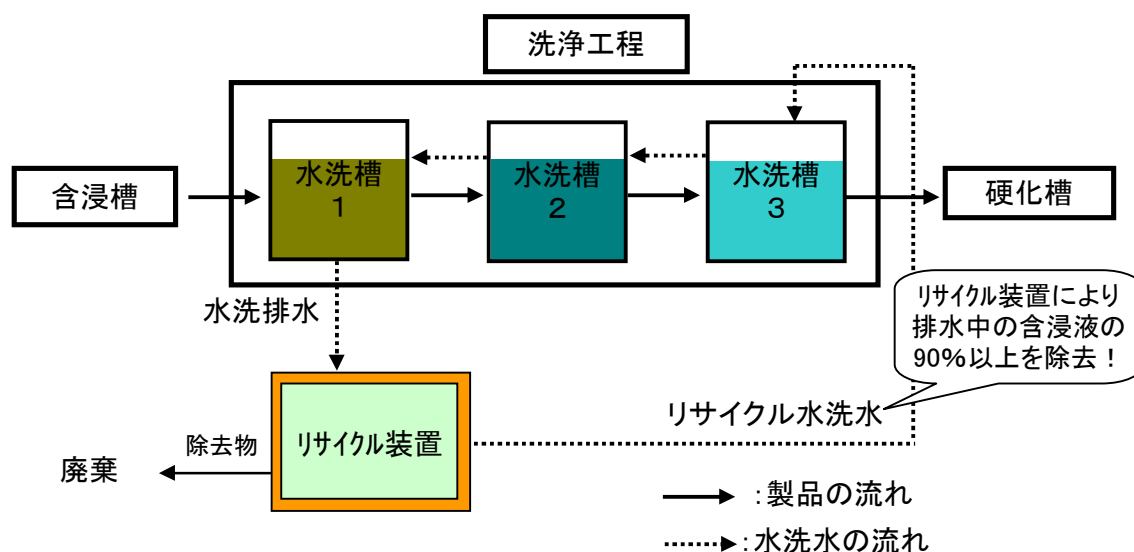 洗浄工程
含浸槽
水洗槽
1
水洗槽
2
水洗槽
3
硬化槽
水洗排水
リサイクル装置により
排水中の含浸液の
90%以上を除去!
リサイクル水洗水
除去物
廃棄
リサイクル装置
:製品の流れ
:水洗水の流れ